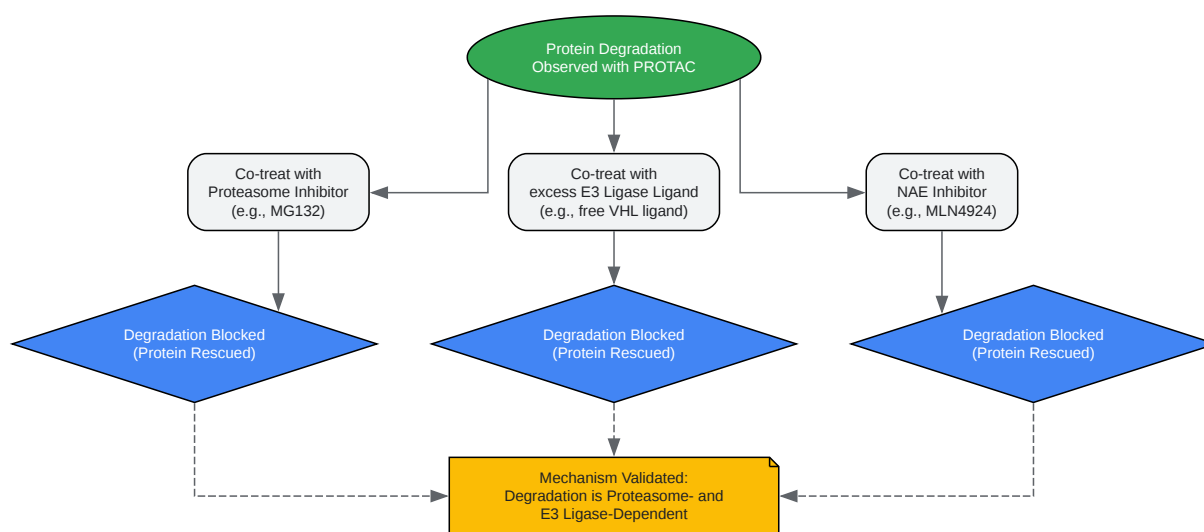 Protein Degradation
Observed with PROTAC
Co-treat with
Proteasome Inhibitor
(e.g., MG132)
Co-treat with
excess E3 Ligase Ligand
(e.g., free VHL ligand)
Co-treat with
NAE Inhibitor
(e.g., MLN4924)
Degradation Blocked
(Protein Rescued)
Degradation Blocked
(Protein Rescued)
Degradation Blocked
(Protein Rescued)
Mechanism Validated:
Degradation is Proteasome- and
E3 Ligase-Dependent